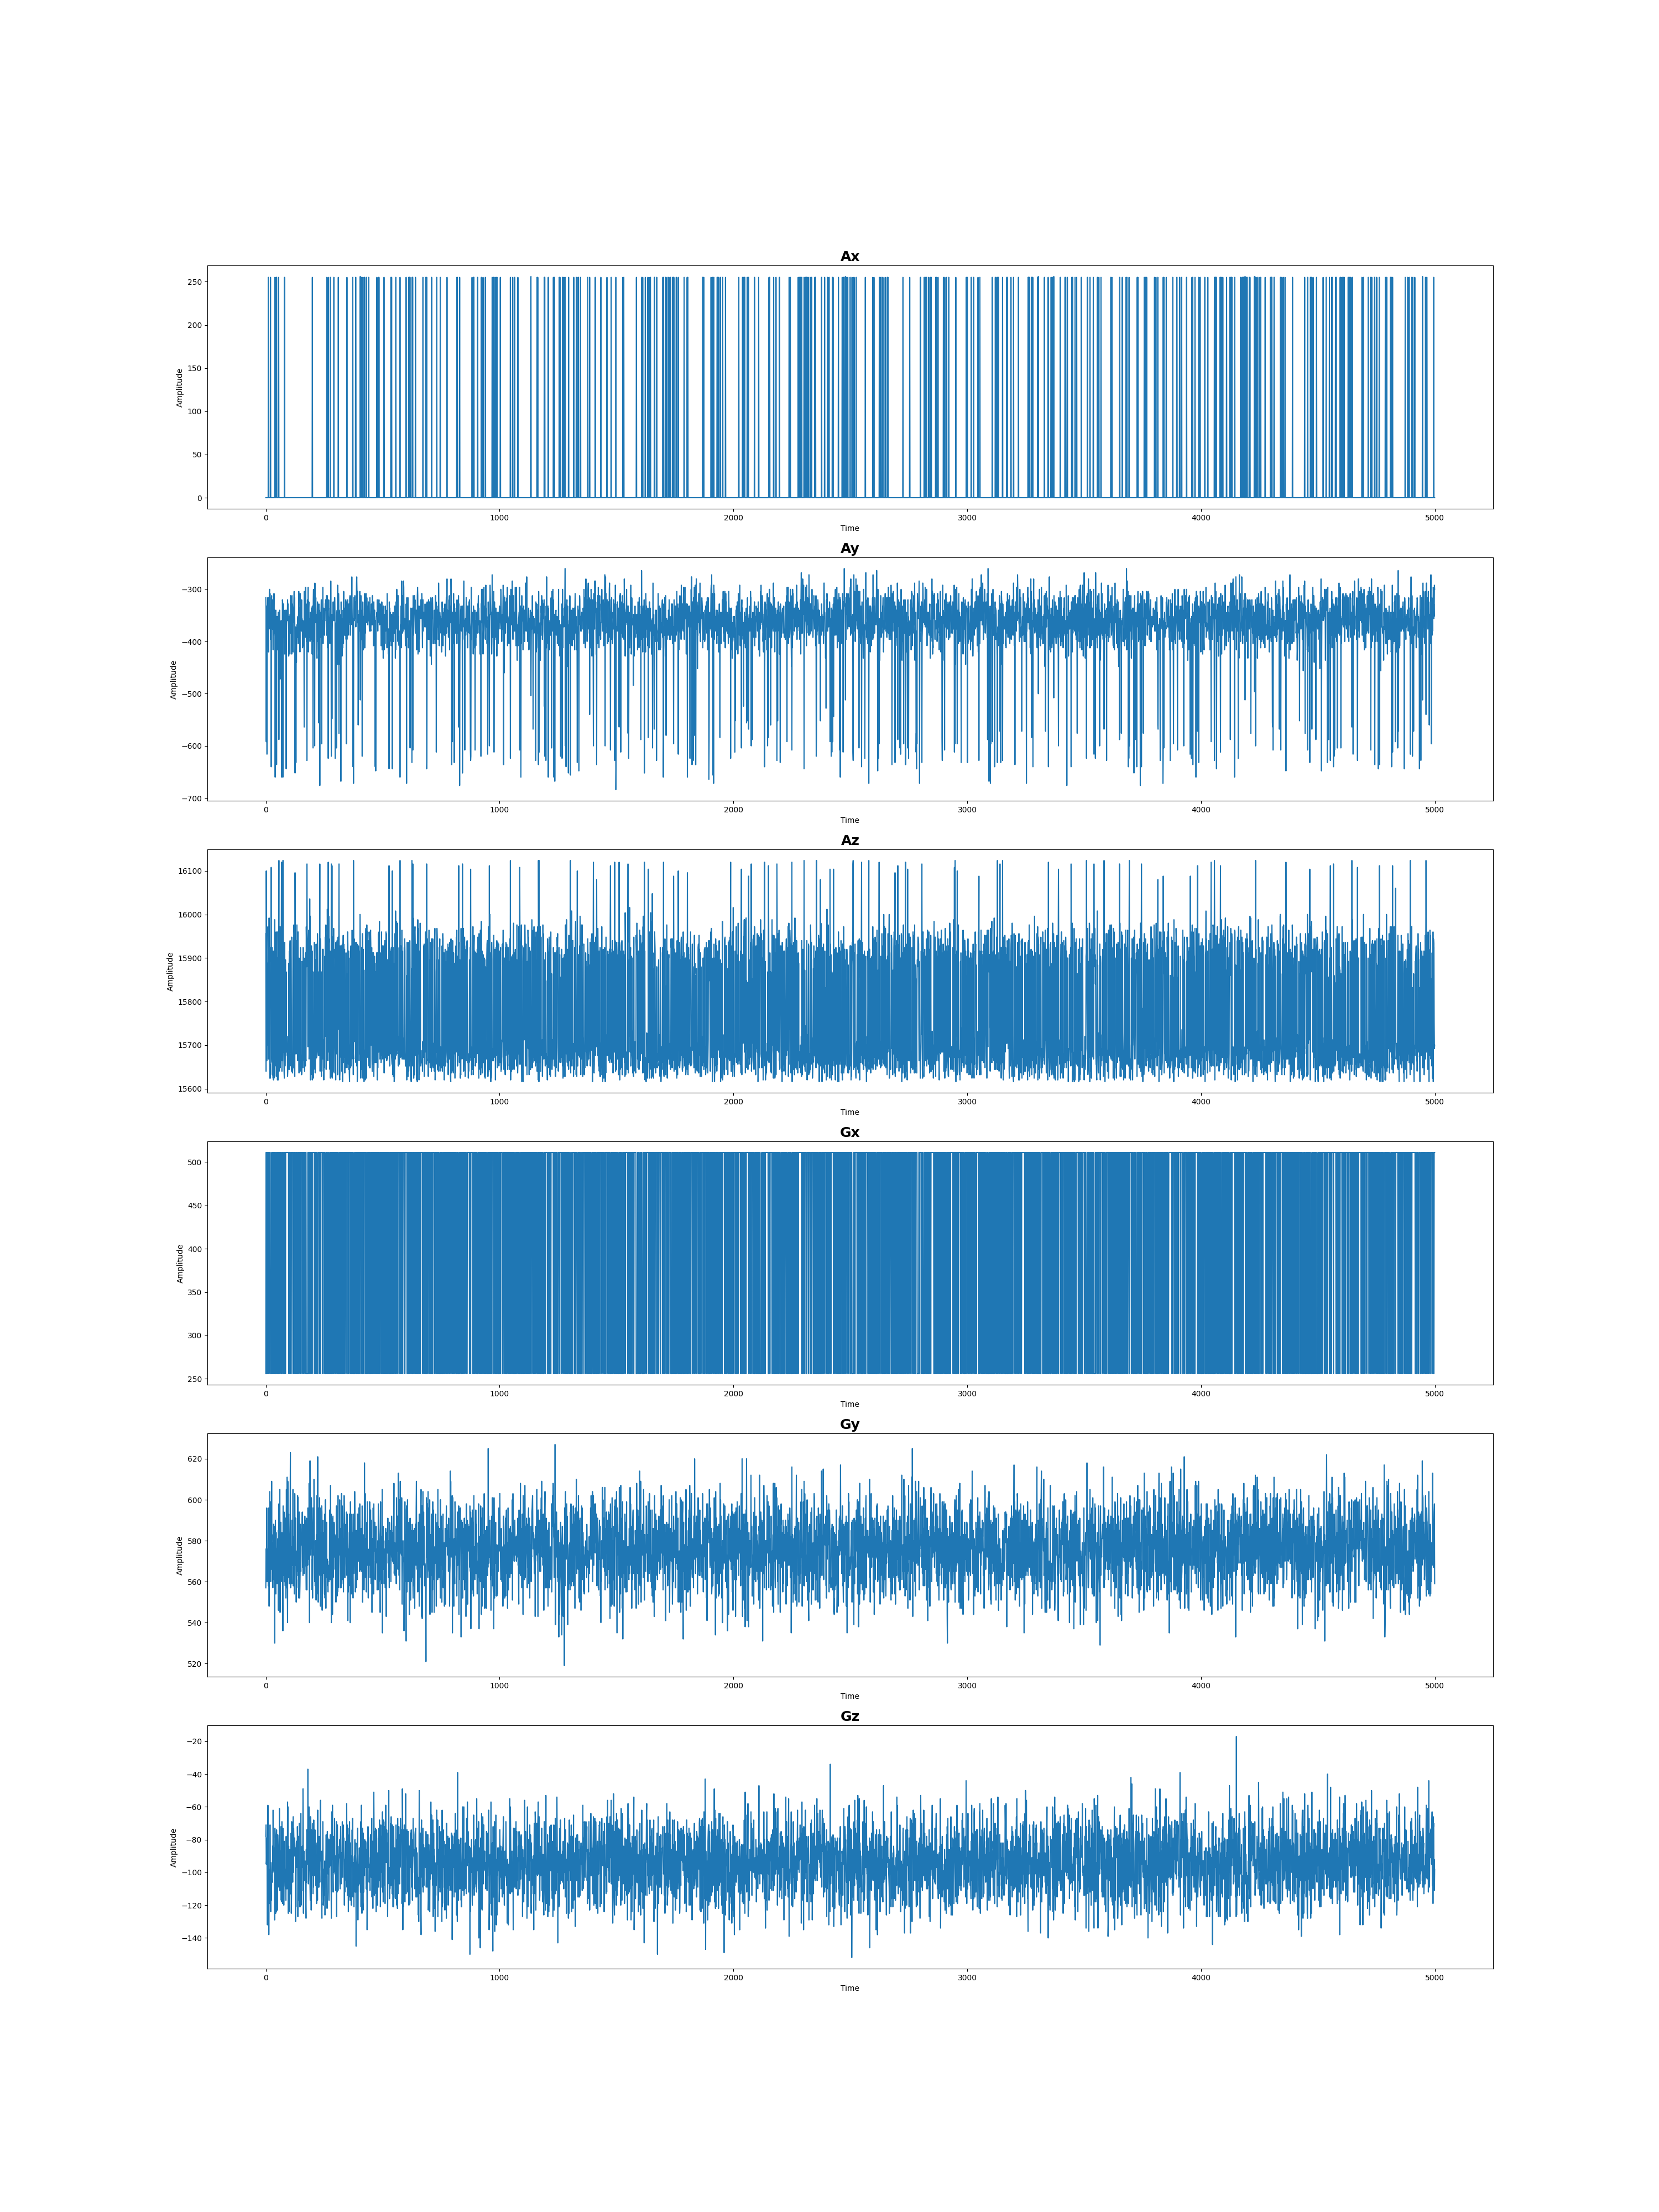 Ax
250
200
150
100
50
0
Amplitude
0 1000 2000 3000 4000 5000
Time
Ay
−300
−400
−500
−600
−700
Amplitude
0 1000 2000 3000 4000 5000
Time
Az
16100
16000
15900
15800
15700
15600
Amplitude
0 1000 2000 3000 4000 5000
Time
Gx
500
450
400
350
300
250
Amplitude
0 1000 2000 3000 4000 5000
Time
Gy
620
600
580
560
540
520
Amplitude
0 1000 2000 3000 4000 5000
Time
Gz
−20
−40
−60
−80
−100
−120
−140
Amplitude
0 1000 2000 3000 4000 5000
Time